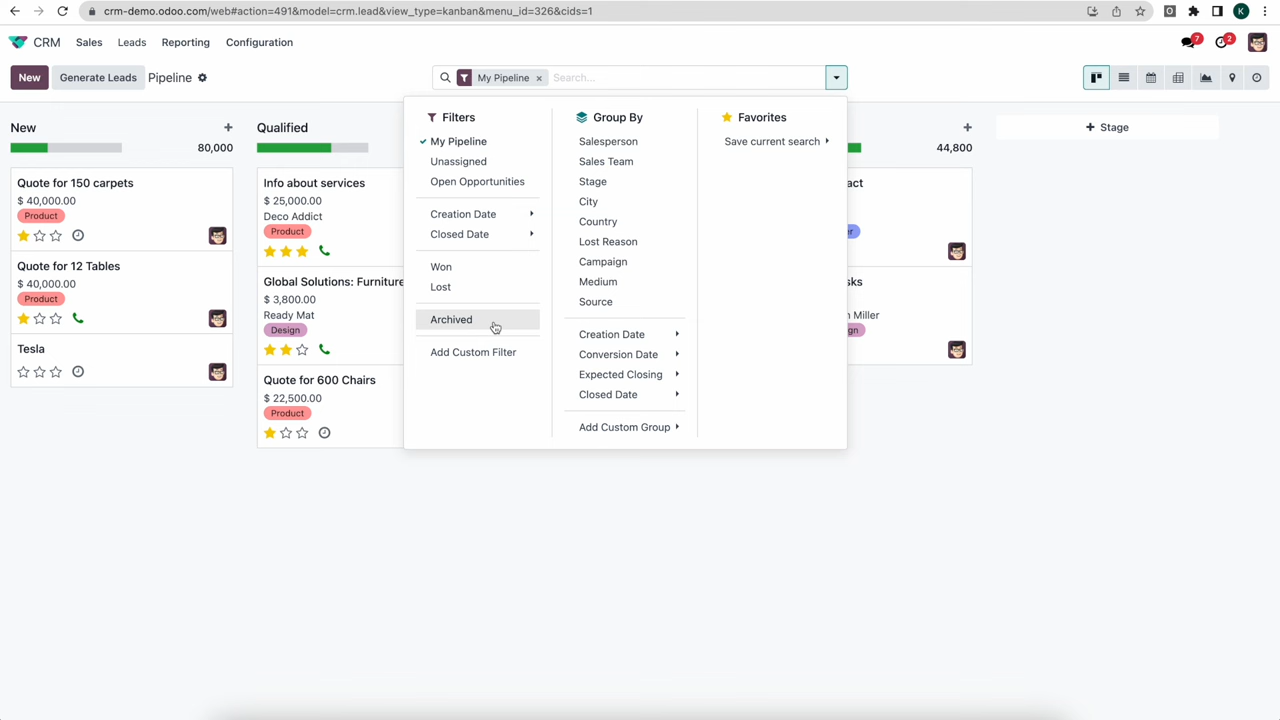 crm-demo.odoo.com/web#action=491&model=crm.lead&view_type=kanban&menu_id=326&cids=1
K
CRM Sales Leads Reporting Configuration
7 2
New Generate Leads Pipeline
My Pipeline × Search...
New +
80,000
Quote for 150 carpets
$ 40,000.00
Product
Quote for 12 Tables
$ 40,000.00
Product
Tesla
Qualified
Info about services
$ 25,000.00
Deco Addict
Product
Global Solutions: Furniture
$ 3,800.00
Ready Mat
Design
Quote for 600 Chairs
$ 22,500.00
Product
Filters
My Pipeline
Unassigned
Open Opportunities
Creation Date
Closed Date
Won
Lost
Archived
Add Custom Filter
Group By
Salesperson
Sales Team
Stage
City
Country
Lost Reason
Campaign
Medium
Source
Creation Date
Conversion Date
Expected Closing
Closed Date
Add Custom Group
Favorites
Save current search
+
44,800
act
er
sks
n Miller
gn
+ Stage